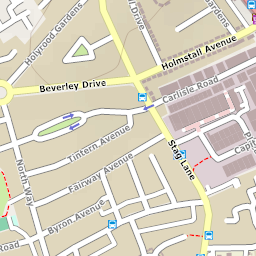 Holyrood Gardens
Drive
Holmstall Avenue
Beverley Drive
Carlisle Road
Tintern Avenue
Stag Lane
North Way
Fairway Avenue
Capi
Byron Avenue
Road